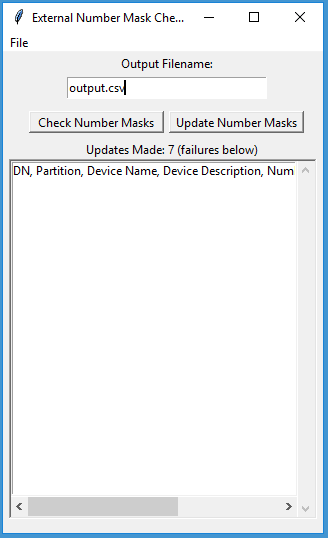 External Number Mask Che...
File
Output Filename:
output.csv
Check Number Masks
Update Number Masks
Updates Made: 7 (failures below)
DN, Partition, Device Name, Device Description, Num